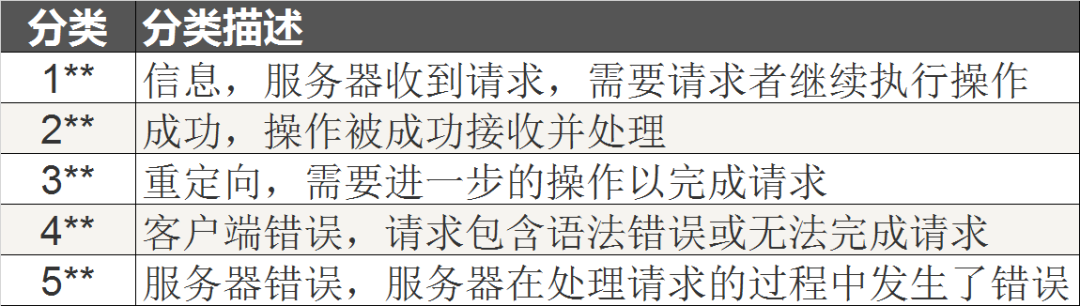 分类 分类描述
1** 信息，服务器收到请求，需要请求者继续执行操作
2** 成功，操作被成功接收并处理
3** 重定向，需要进一步的操作以完成请求
4** 客户端错误，请求包含语法错误或无法完成请求
5** 服务器错误，服务器在处理请求的过程中发生了错误